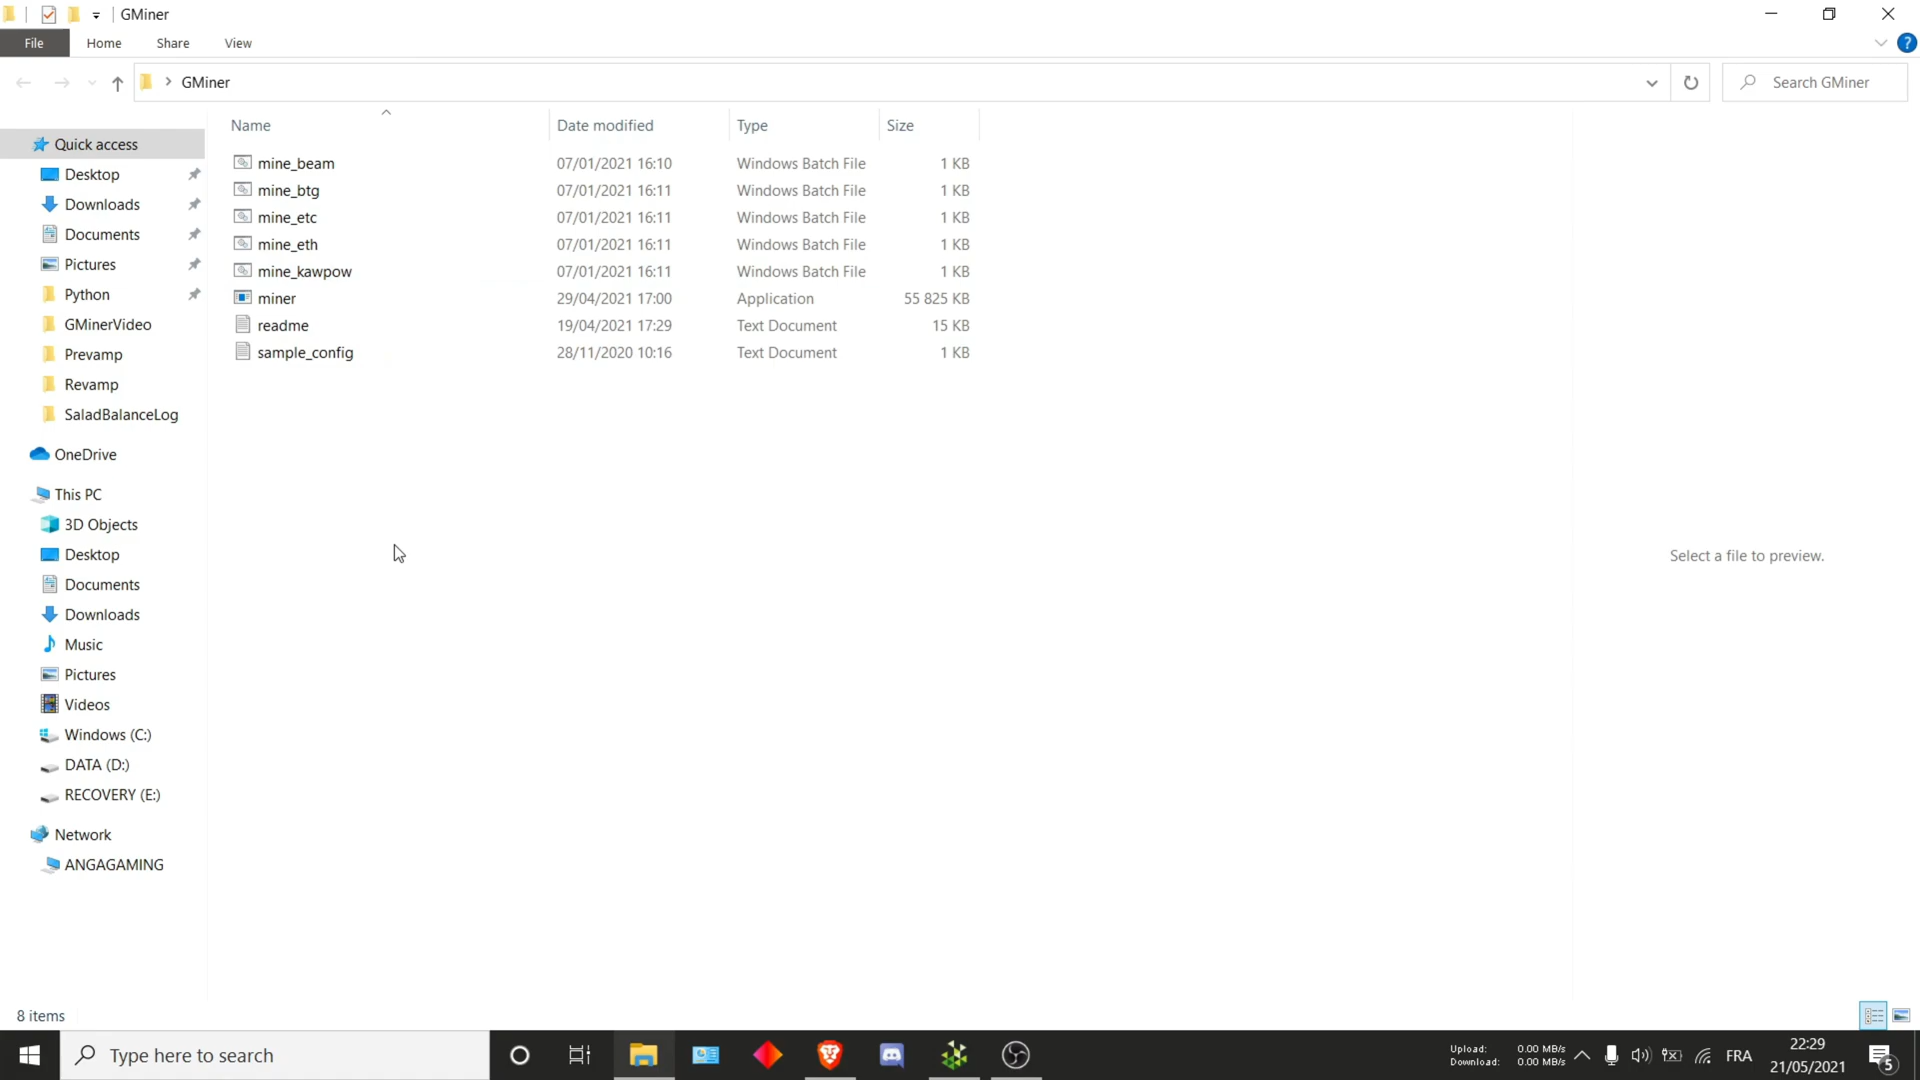 GMiner
File Home Share View
GMiner
Search GMiner
Name Date modified Type Size
mine_beam 07/01/2021 16:10 Windows Batch File 1 KB
mine_btg 07/01/2021 16:11 Windows Batch File 1 KB
mine_etc 07/01/2021 16:11 Windows Batch File 1 KB
mine_eth 07/01/2021 16:11 Windows Batch File 1 KB
mine_kawpow 07/01/2021 16:11 Windows Batch File 1 KB
miner 29/04/2021 17:00 Application 55 825 KB
readme 19/04/2021 17:29 Text Document 15 KB
sample_config 28/11/2020 10:16 Text Document 1 KB
Quick access
Desktop
Downloads
Documents
Pictures
Python
GMinerVideo
Prevamp
Revamp
SaladBalanceLog
OneDrive
This PC
3D Objects
Desktop
Documents
Downloads
Music
Pictures
Videos
Windows (C:)
DATA (D:)
RECOVERY (E:)
Network
ANGAGAMING
Select a file to preview.
8 items
Type here to search
Upload: 0.00 MB/s
Download: 0.00 MB/s
FRA
22:29
21/05/2021
5